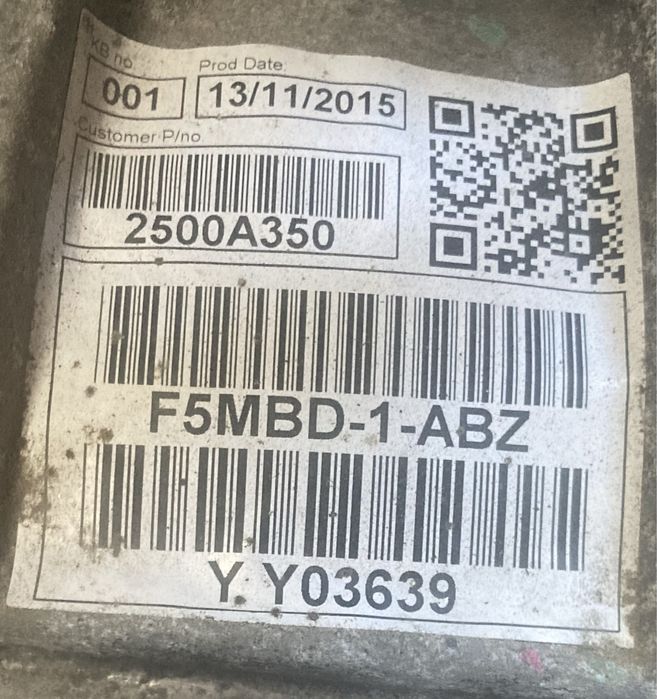 KB no
Prod Date:
001
13/11/2015
Customer P/no
2500A350
F5MBD-1-ABZ
Y Y03639